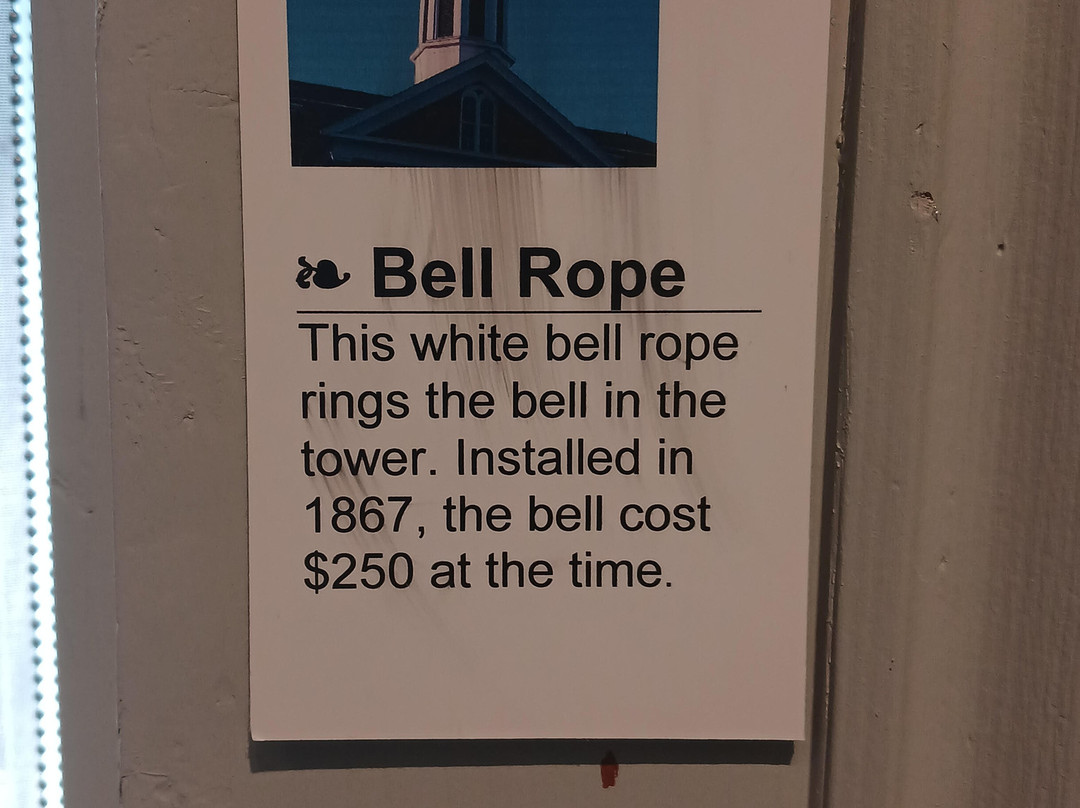 Bell Rope
This white bell rope
rings the bell in the
tower. Installed in
1867, the bell cost
$250 at the time.